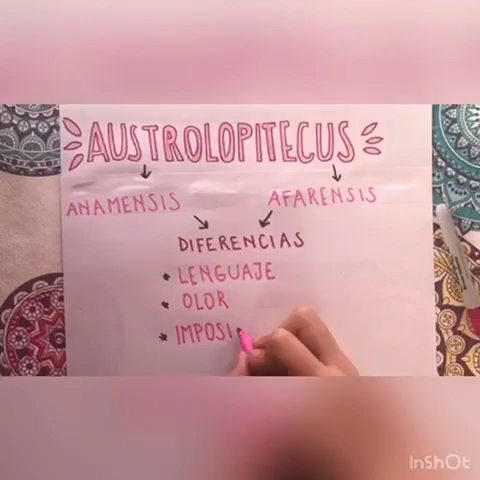 AUSTROLOPITECUS
ANAMENSIS AFARENSIS
DIFERENCIAS
LENGUAJE
OLOR
IMPOSI
InShOt